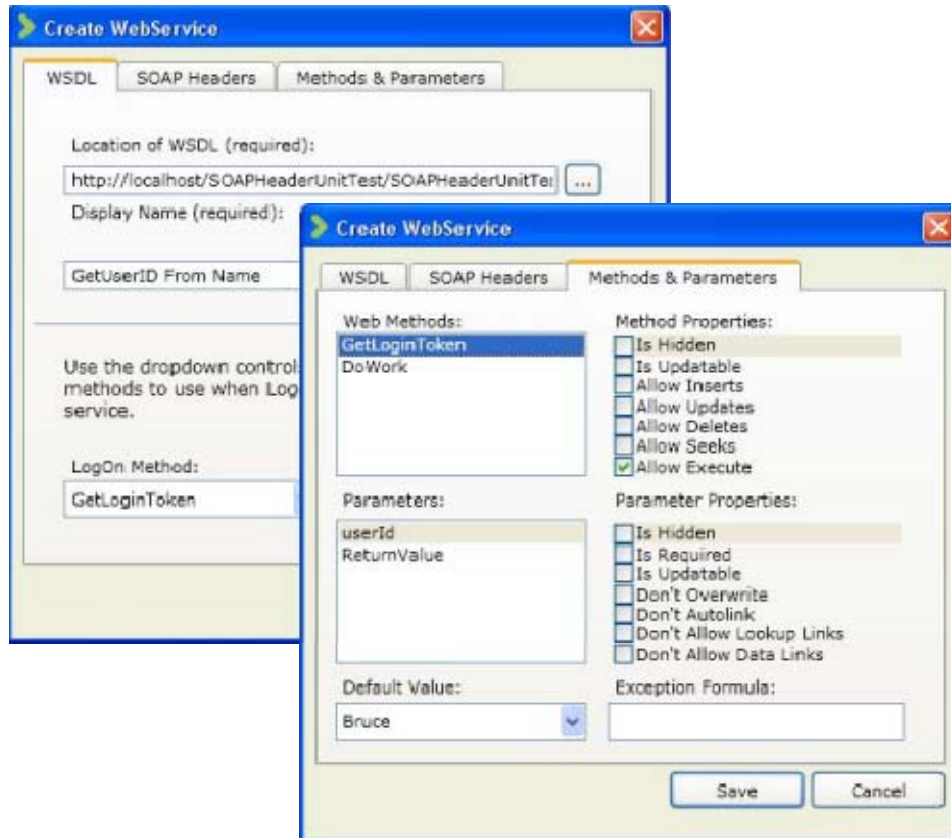 Create WebService
WSDL
SOAP Headers
Methods & Parameters
Location of WSDL (required):
http://localhost/SOAPHeaderUnitTest/SOAPHeaderUnitTe
...
Display Name (required):
GetUserID From Name
Use the dropdown control
methods to use when Log
service.
LogOn Method:
GetLoginToken
Create WebService
WSDL
SOAP Headers
Methods & Parameters
Web Methods:
GetLoginToken
DoWork
Method Properties:
Is Hidden
Is Updatable
Allow Inserts
Allow Updates
Allow Deletes
Allow Seeks
Allow Execute
Parameters:
userId
ReturnValue
Parameter Properties:
Is Hidden
Is Required
Is Updatable
Don't Overwrite
Don't Autolink
Don't Allow Lookup Links
Don't Allow Data Links
Default Value:
Bruce
Exception Formula:
Save
Cancel